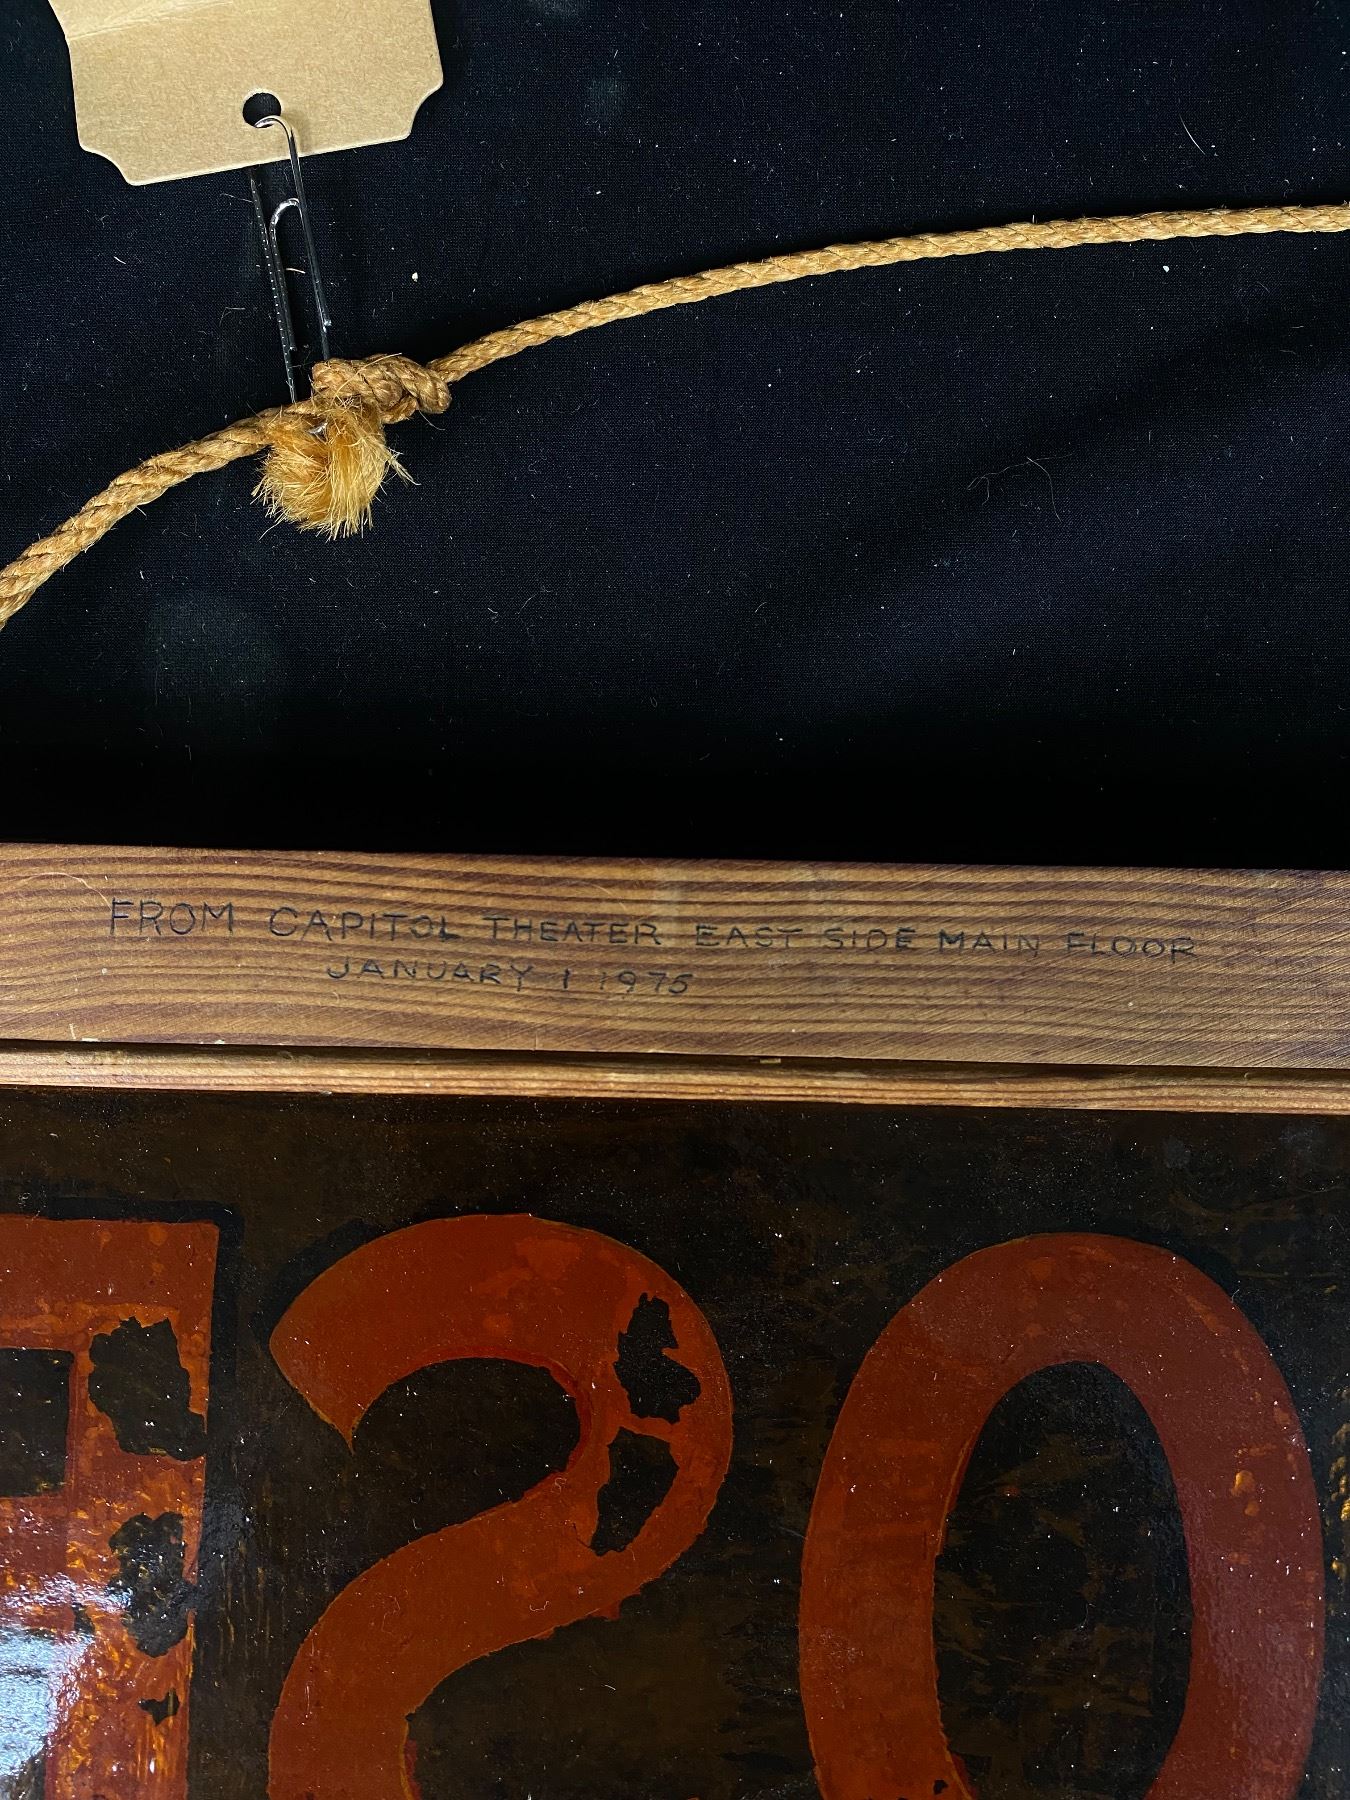 FROM CAPITOL THEATER EAST SIDE MAIN FLOOR
JANUARY 1 1975
20